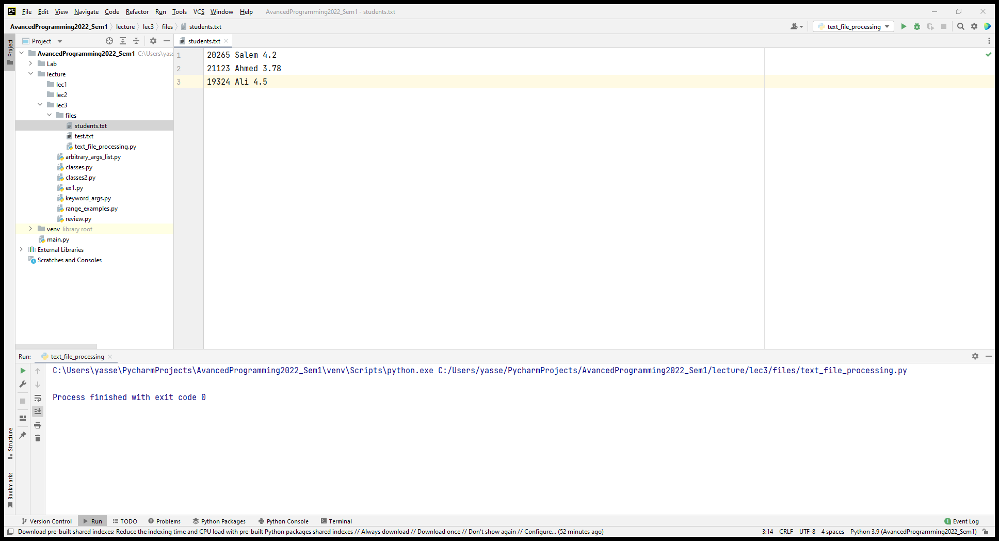 PC File Edit View Navigate Code Refactor Run Tools VCS Window Help AvancedProgramming2022_Sem1 - students.txt
AvancedProgramming2022_Sem1 lecture lec3 files students.txt text_file_processing
Project students.txt
Project
AvancedProgramming2022_Sem1 C:\Users\yass
Lab
lecture
lec1
lec2
lec3
files
students.txt
test.txt
text_file_processing.py
arbitrary_args_list.py
classes.py
classes2.py
ex1.py
keyword_args.py
range_examples.py
review.py
venv library root
main.py
External Libraries
Scratches and Consoles
1 20265 Salem 4.2
2 21123 Ahmed 3.78
3 19324 Ali 4.5
Run: text_file_processing
C:\Users\yasse\PycharmProjects\AvancedProgramming2022_Sem1\venv\Scripts\python.exe C:/Users/yasse/PycharmProjects/AvancedProgramming2022_Sem1/lecture/lec3/files/text_file_processing.py
Process finished with exit code 0
Structure
Bookmarks
Version Control Run TODO Problems Python Packages Python Console Terminal 1 Event Log
Download pre-built shared indexes: Reduce the indexing time and CPU load with pre-built Python packages shared indexes // Always download // Download once // Don't show again // Configure... (52 minutes ago) 3:14 CRLF UTF-8 4 spaces Python 3.9 (AvancedProgramming2022_Sem1)